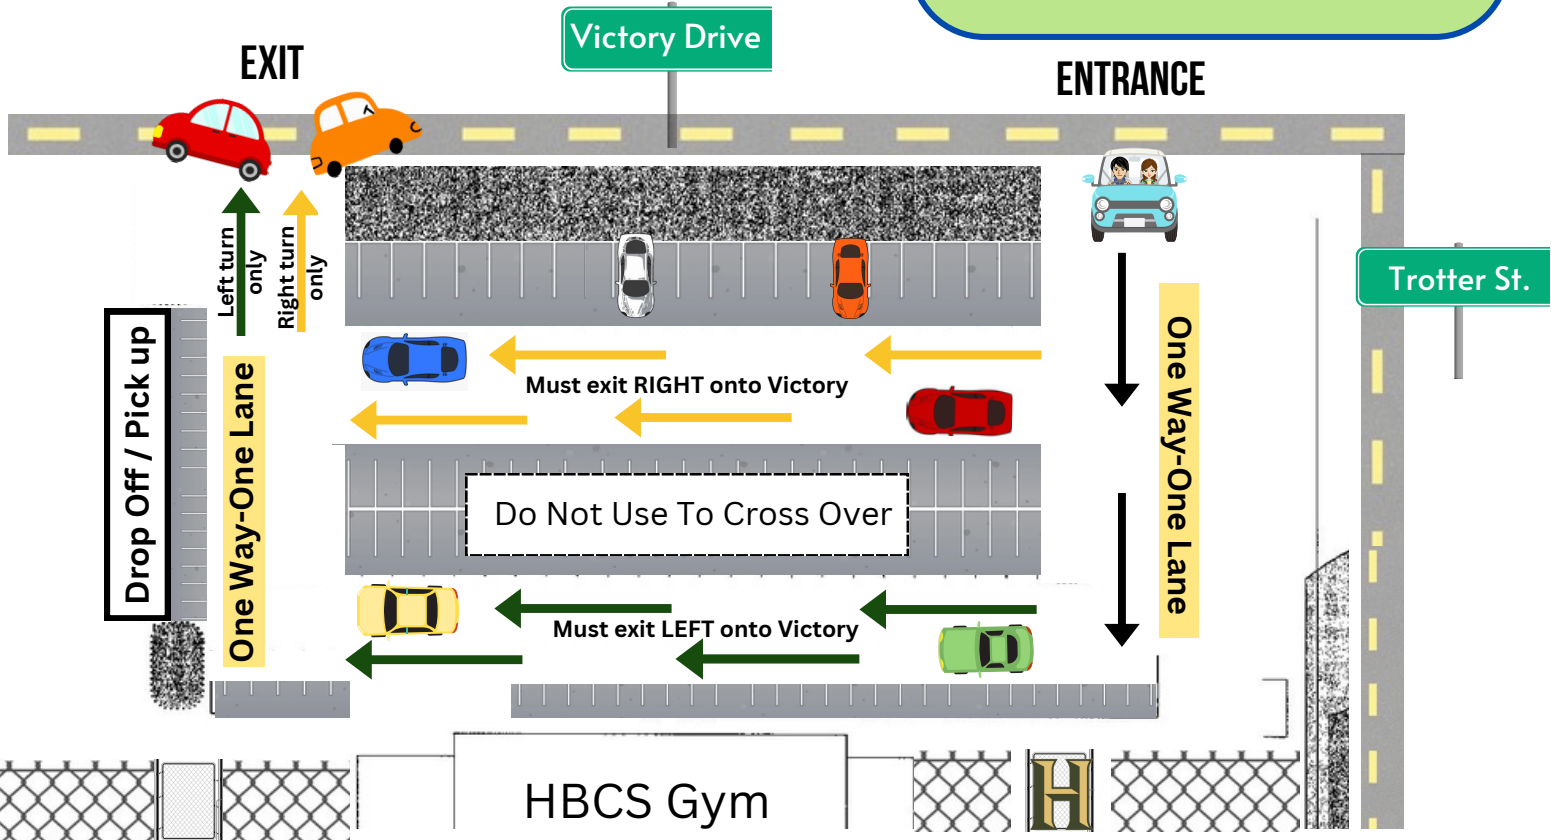 Victory Drive
EXIT
ENTRANCE
Left turn
only
Right turn
only
Trotter St.
Drop Off / Pick up
One Way-One Lane
Must exit RIGHT onto Victory
One Way-One Lane
Do Not Use To Cross Over
Must exit LEFT onto Victory
HBCS Gym
H